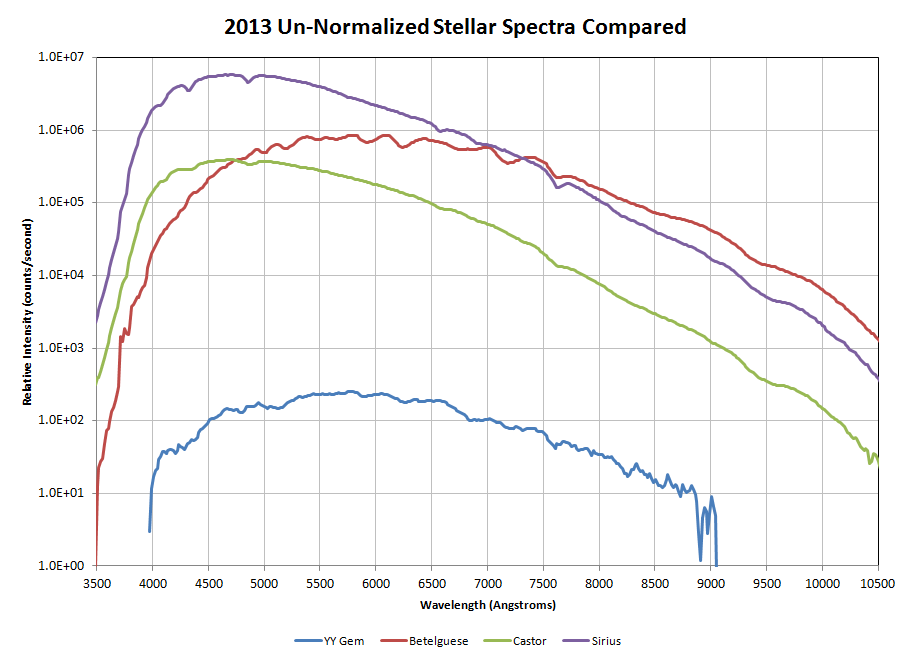 2013 Un-Normalized Stellar Spectra Compared
Relative Intensity (counts/second)
1.0E+07
1.0E+06
1.0E+05
1.0E+04
1.0E+03
1.0E+02
1.0E+01
1.0E+00
3500 4000 4500 5000 5500 6000 6500 7000 7500 8000 8500 9000 9500 10000 10500
Wavelength (Angstroms)
YY Gem Betelguese Castor Sirius